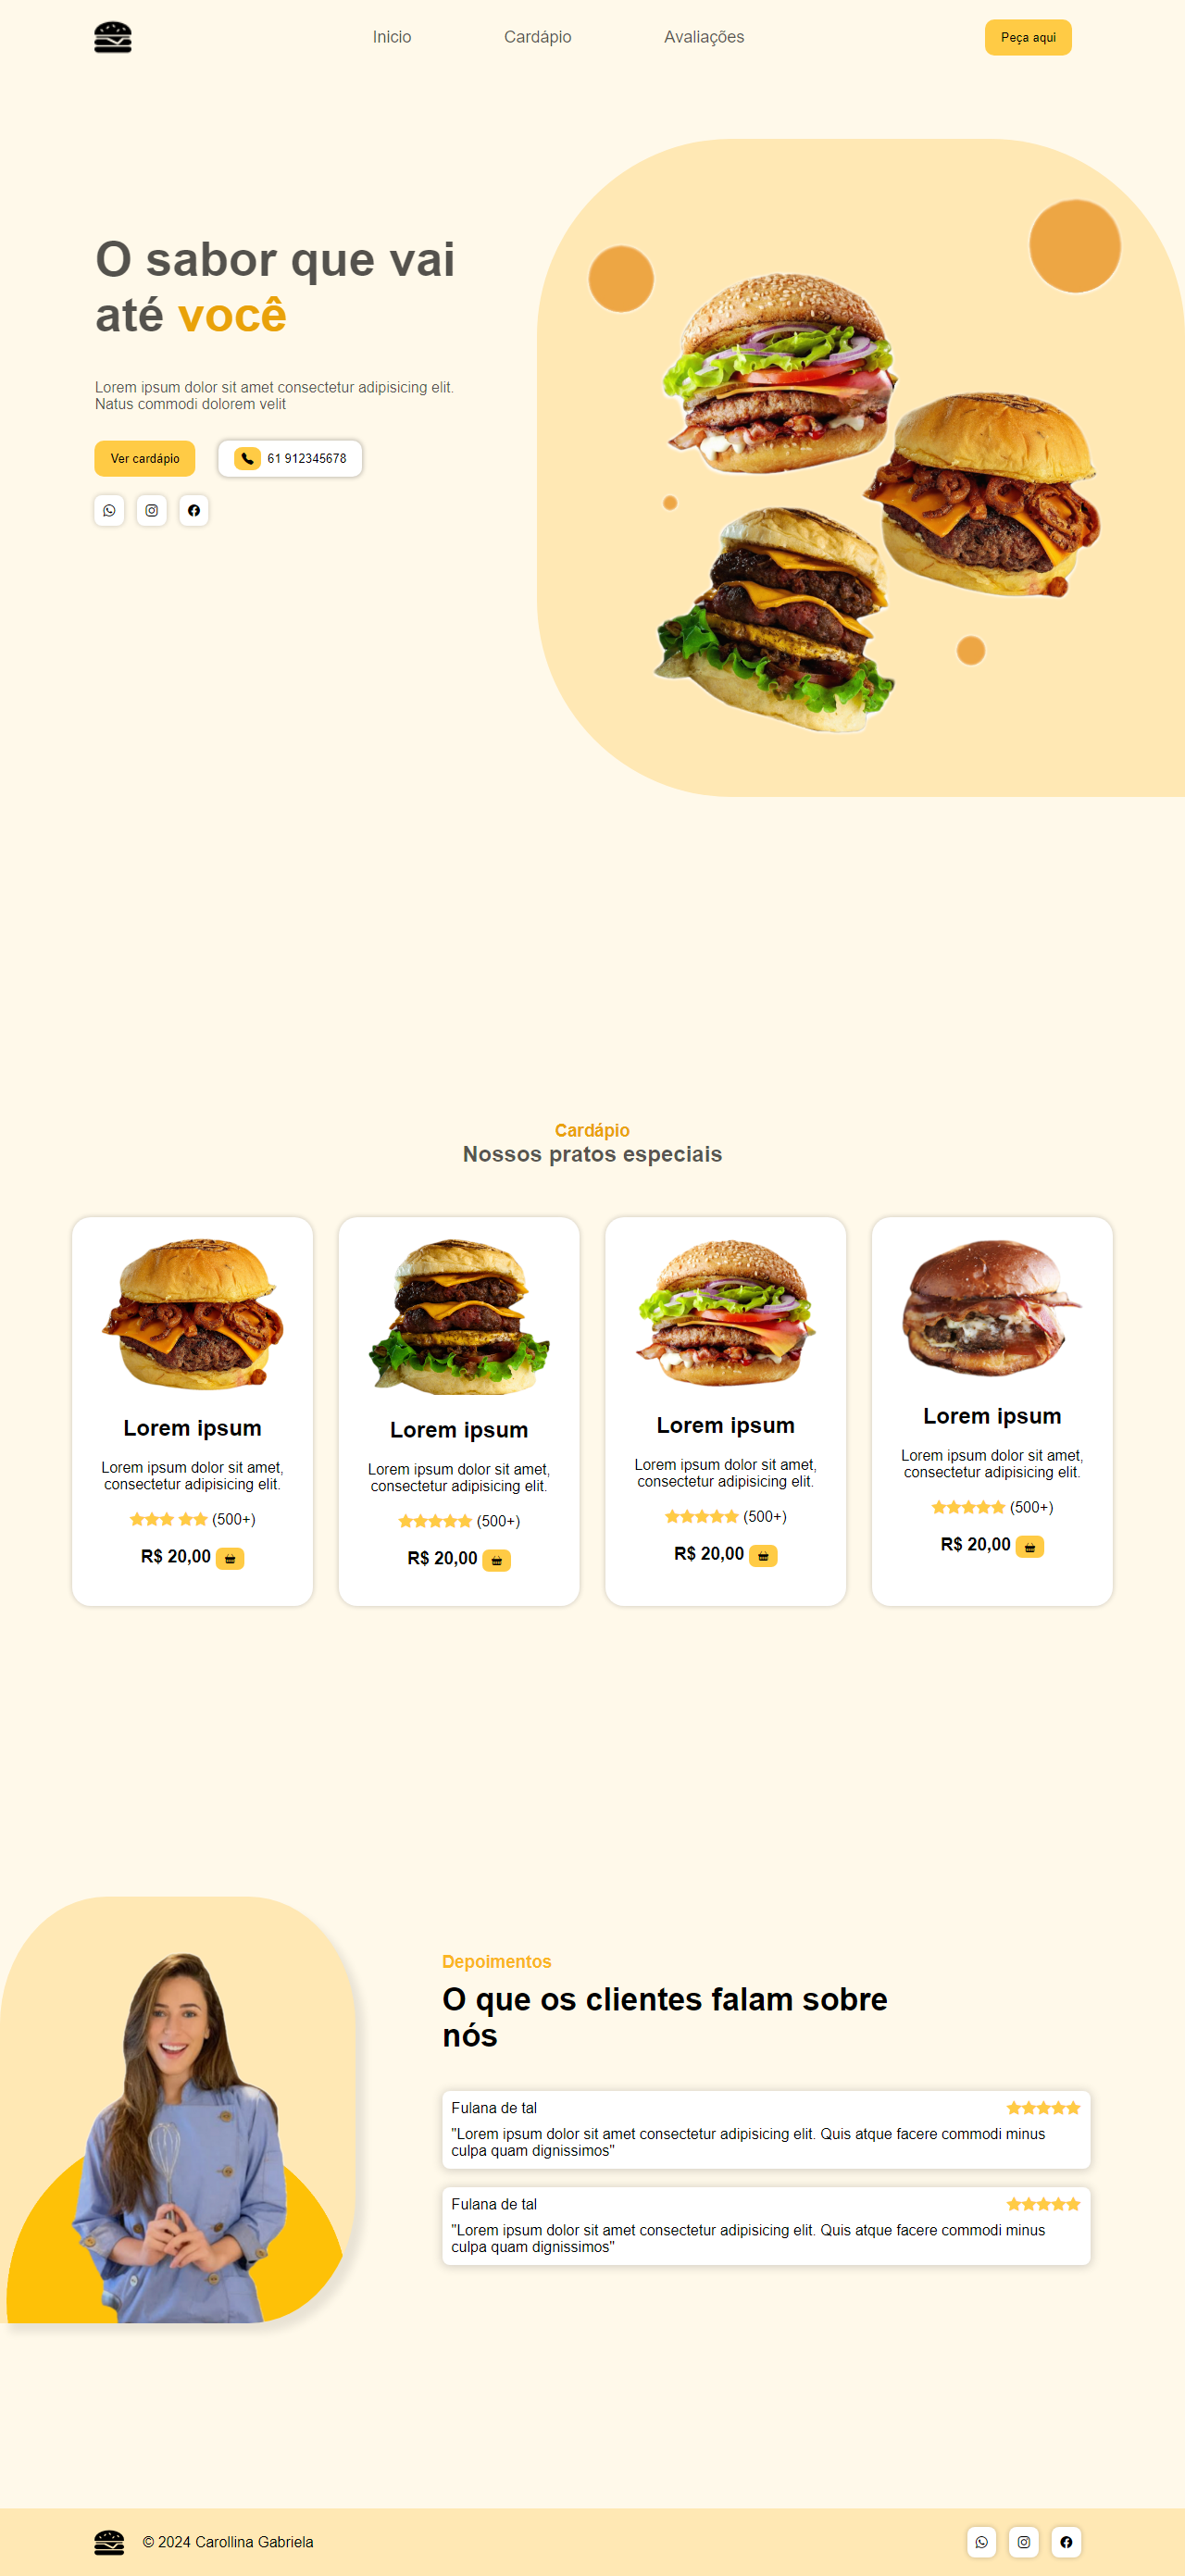 Inicio
Cardápio
Avaliações
Peça aqui
O sabor que vai
até você
Lorem ipsum dolor sit amet consectetur adipisicing elit.
Natus commodi dolorem velit
Ver cardápio
61 912345678
Cardápio
Nossos pratos especiais
Lorem ipsum
Lorem ipsum dolor sit amet,
consectetur adipisicing elit.
(500+)
R$ 20,00
Lorem ipsum
Lorem ipsum dolor sit amet,
consectetur adipisicing elit.
(500+)
R$ 20,00
Lorem ipsum
Lorem ipsum dolor sit amet,
consectetur adipisicing elit.
(500+)
R$ 20,00
Lorem ipsum
Lorem ipsum dolor sit amet,
consectetur adipisicing elit.
(500+)
R$ 20,00
Depoimentos
O que os clientes falam sobre
nós
Fulana de tal
"Lorem ipsum dolor sit amet consectetur adipisicing elit. Quis atque facere commodi minus
culpa quam dignissimos"
Fulana de tal
"Lorem ipsum dolor sit amet consectetur adipisicing elit. Quis atque facere commodi minus
culpa quam dignissimos"
© 2024 Carollina Gabriela